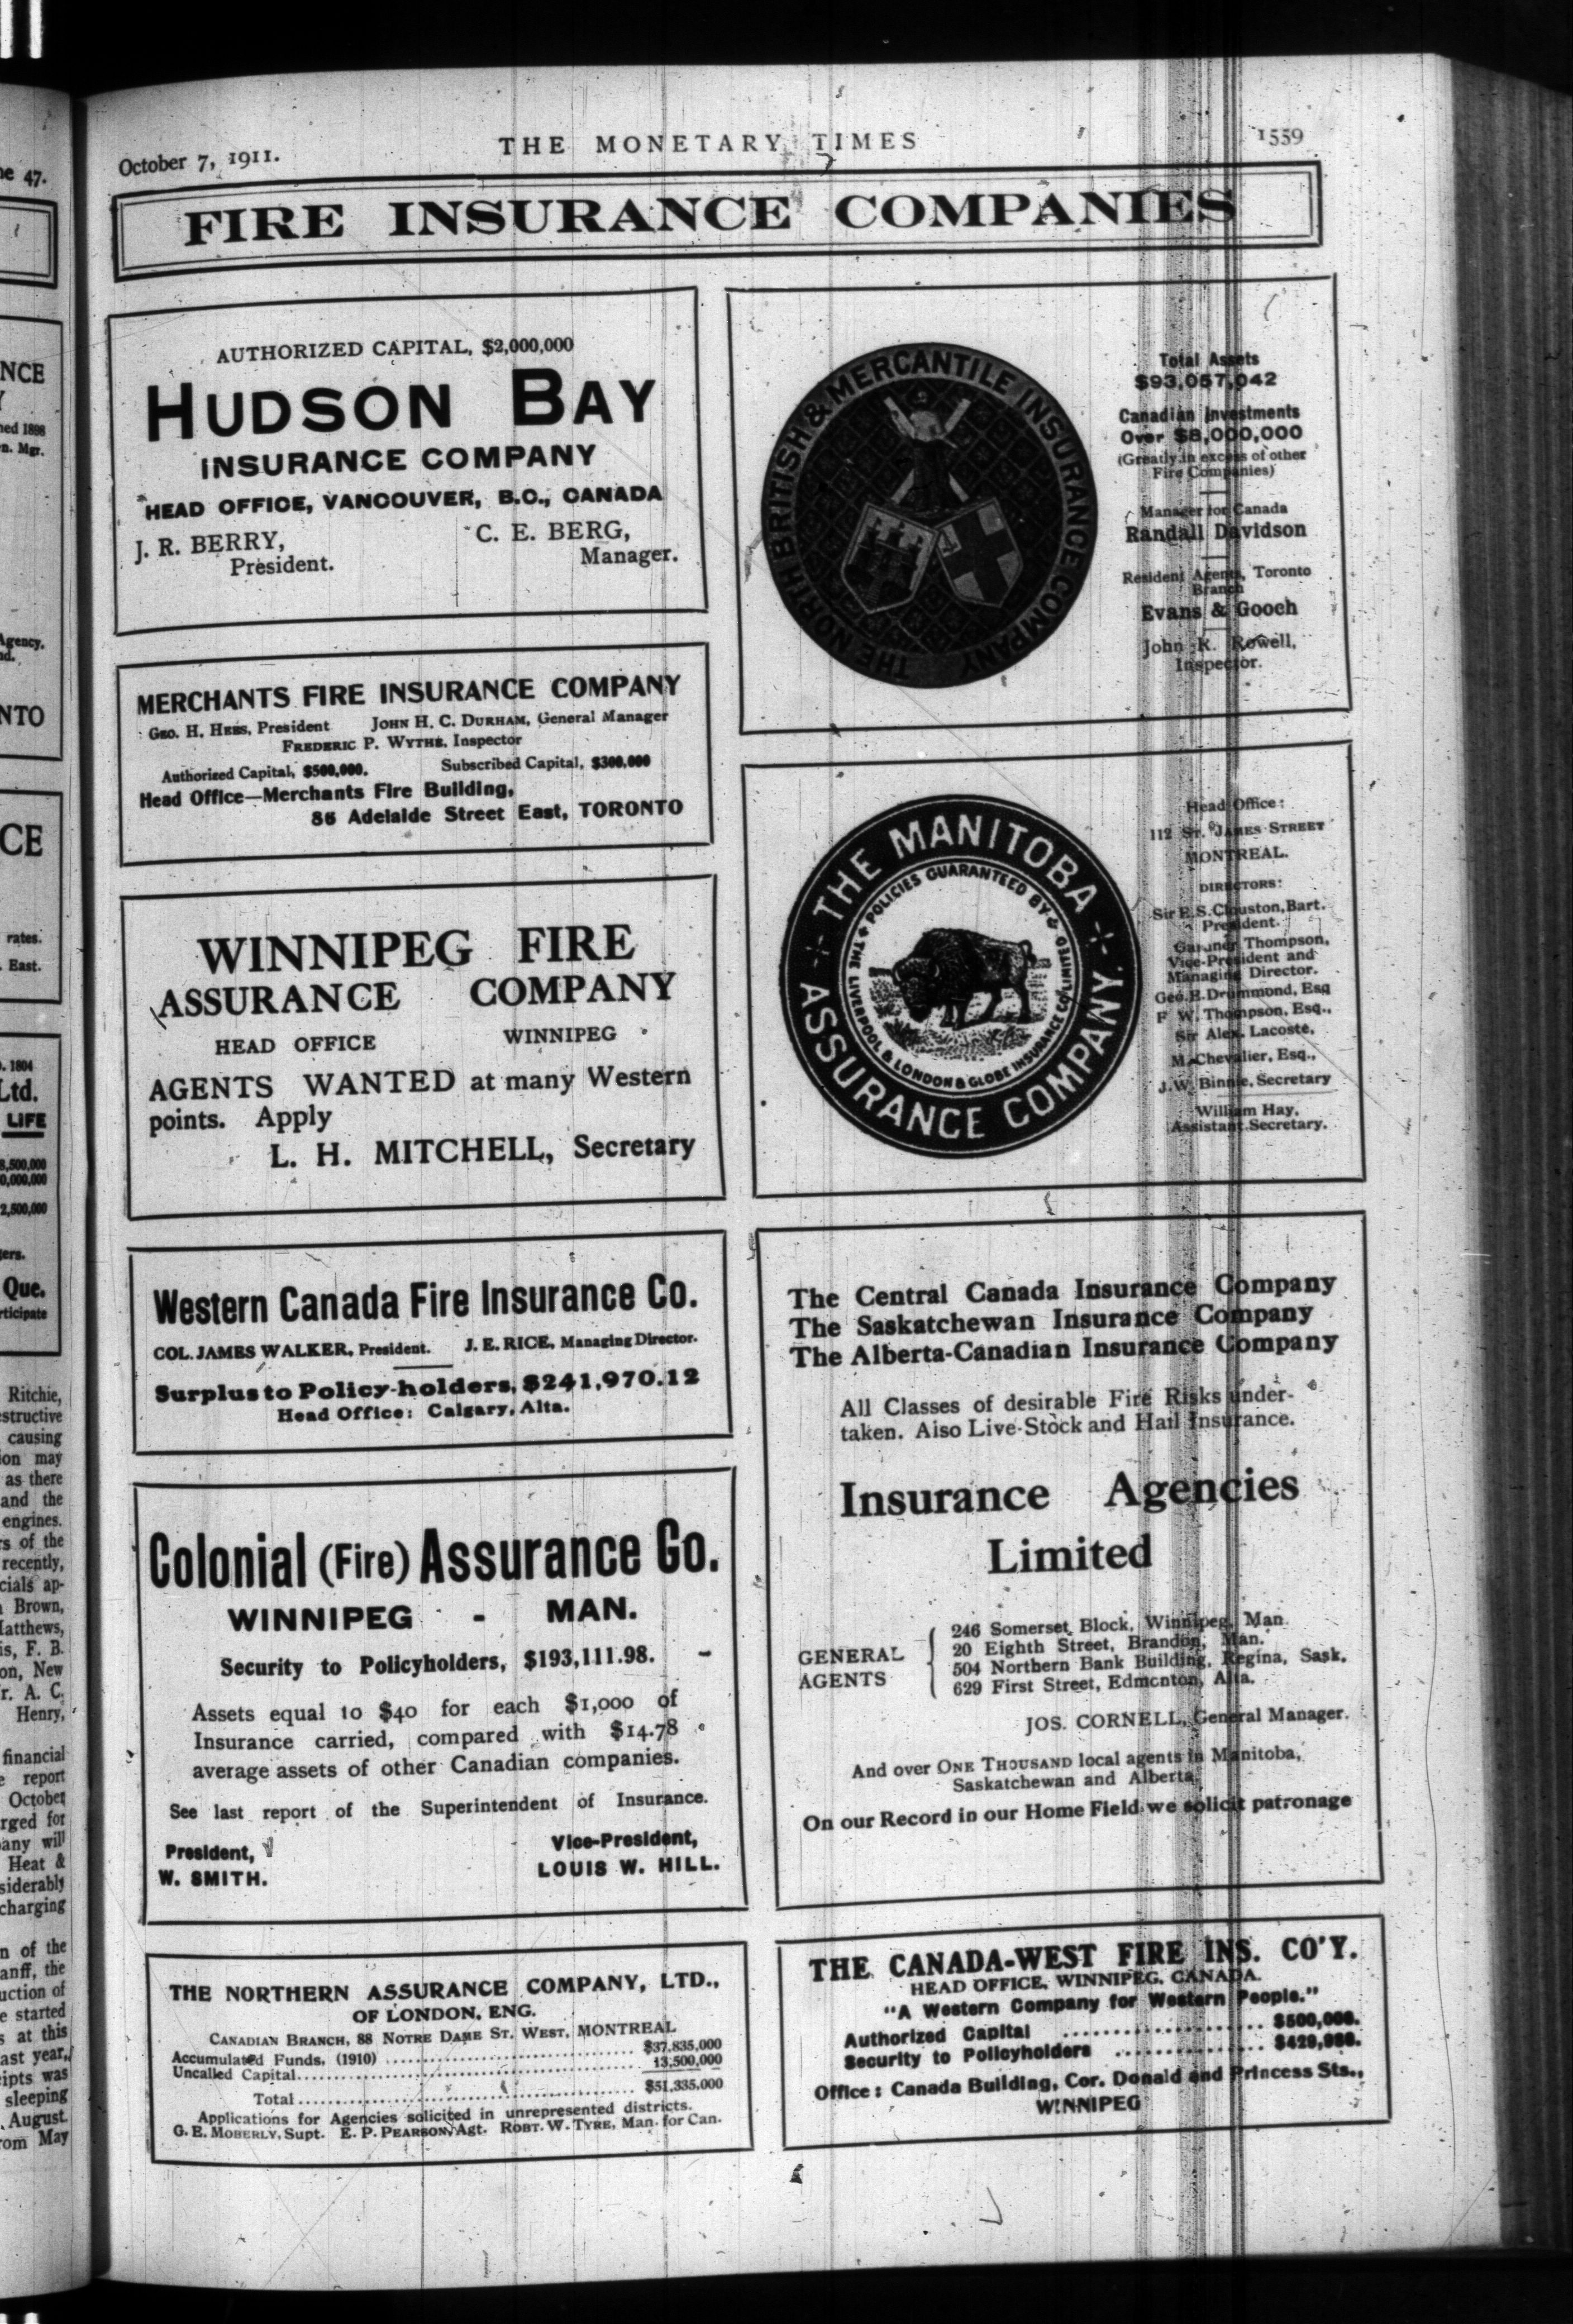 October 7, 1911.
THE MONETARY TIMES
1559
FIRE INSURANCE COMPANIES
AUTHORIZED CAPITAL, $2,000,000
HUDSON BAY
INSURANCE COMPANY
HEAD OFFICE, VANCOUVER, B.C., CANADA
J. R. BERRY,
President.
C. E. BERG,
Manager.
MERCHANTS FIRE INSURANCE COMPANY
GEO. H. HEES, President JOHN H. C. DURHAM, General Manager
FREDERIC P. WYTHE, Inspector
Authorized Capital, $500,000. Subscribed Capital, $300,000
Head Office—Merchants Fire Building,
86 Adelaide Street East, TORONTO
WINNIPEG FIRE
ASSURANCE COMPANY
HEAD OFFICE WINNIPEG
AGENTS WANTED at many Western
points. Apply
L. H. MITCHELL, Secretary
Western Canada Fire Insurance Co.
COL. JAMES WALKER, President. J. E. RICE, Managing Director.
Surplus to Policy-holders, $241,970.12
Head Office: Calgary, Alta.
Colonial (Fire) Assurance Co.
WINNIPEG - MAN.
Security to Policyholders, $193,111.98.
Assets equal to $40 for each $1,000 of
Insurance carried, compared with $14.78
average assets of other Canadian companies.
See last report of the Superintendent of Insurance.
President,
W. SMITH.
Vice-President,
LOUIS W. HILL.
THE NORTHERN ASSURANCE COMPANY, LTD.,
OF LONDON, ENG.
CANADIAN BRANCH, 88 NOTRE DAME ST. WEST, MONTREAL
Accumulated Funds, (1910) .......... $37,835,000
Uncalled Capital.......... 13,500,000
Total .......... $51,335,000
Applications for Agencies solicited in unrepresented districts.
G. E. MOBERLY, Supt. E. P. PEARSON, Agt. ROBT. W. TYRE, Man. for Can.
THE NORTH BRITISH & MERCANTILE INSURANCE COMPANY
Total Assets
$93,057,042
Canadian Investments
Over $8,000,000
(Greatly in excess of other
Fire Companies)
Manager for Canada
Randall Davidson
Resident Agents, Toronto
Branch
Evans & Gooch
John K. Rowell,
Inspector.
THE MANITOBA ASSURANCE COMPANY
POLICIES GUARANTEED BY
THE LIVERPOOL & LONDON & GLOBE INSURANCE CO. LIMITED
Head Office:
112 ST. JAMES STREET
MONTREAL.
DIRECTORS:
Sir E. S. Clouston, Bart.
President.
Gardner Thompson,
Vice-President and
Managing Director.
Geo. E. Drummond, Esq
F. W. Thompson, Esq.,
Sir Alex. Lacoste,
M. Chevalier, Esq.,
J. W. Binnie, Secretary
William Hay,
Assistant Secretary.
The Central Canada Insurance Company
The Saskatchewan Insurance Company
The Alberta-Canadian Insurance Company
All Classes of desirable Fire Risks under-
taken. Also Live-Stock and Hail Insurance.
Insurance Agencies
Limited
GENERAL
AGENTS
246 Somerset Block, Winnipeg, Man.
20 Eighth Street, Brandon, Man.
504 Northern Bank Building, Regina, Sask.
629 First Street, Edmonton, Alta.
JOS. CORNELL, General Manager.
And over ONE THOUSAND local agents in Manitoba,
Saskatchewan and Alberta,
On our Record in our Home Field we solicit patronage
THE CANADA-WEST FIRE INS. CO'Y.
HEAD OFFICE, WINNIPEG, CANADA.
"A Western Company for Western People."
Authorized Capital .......... $500,000.
Security to Policyholders ..........
Office: Canada Building, Cor. Donald and Princess Sts.,
WINNIPEG